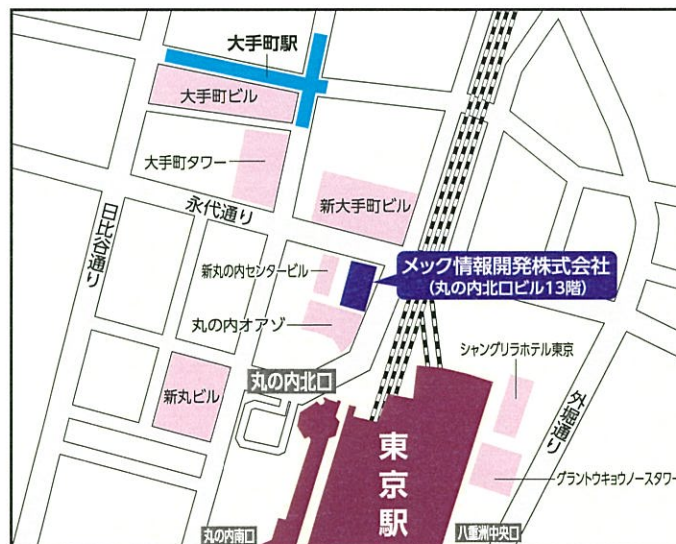 大手町駅
大手町ビル
大手町タワー
新大手町ビル
永代通り
日比谷通り
新丸の内センタービル
メック情報開発株式会社
(丸の内北口ビル13階)
丸の内オアゾ
シャングリラホテル東京
丸の内北口
新丸ビル
外堀通り
東京駅
グラントウキョウノースタワー
丸の内南口
八重洲中央口